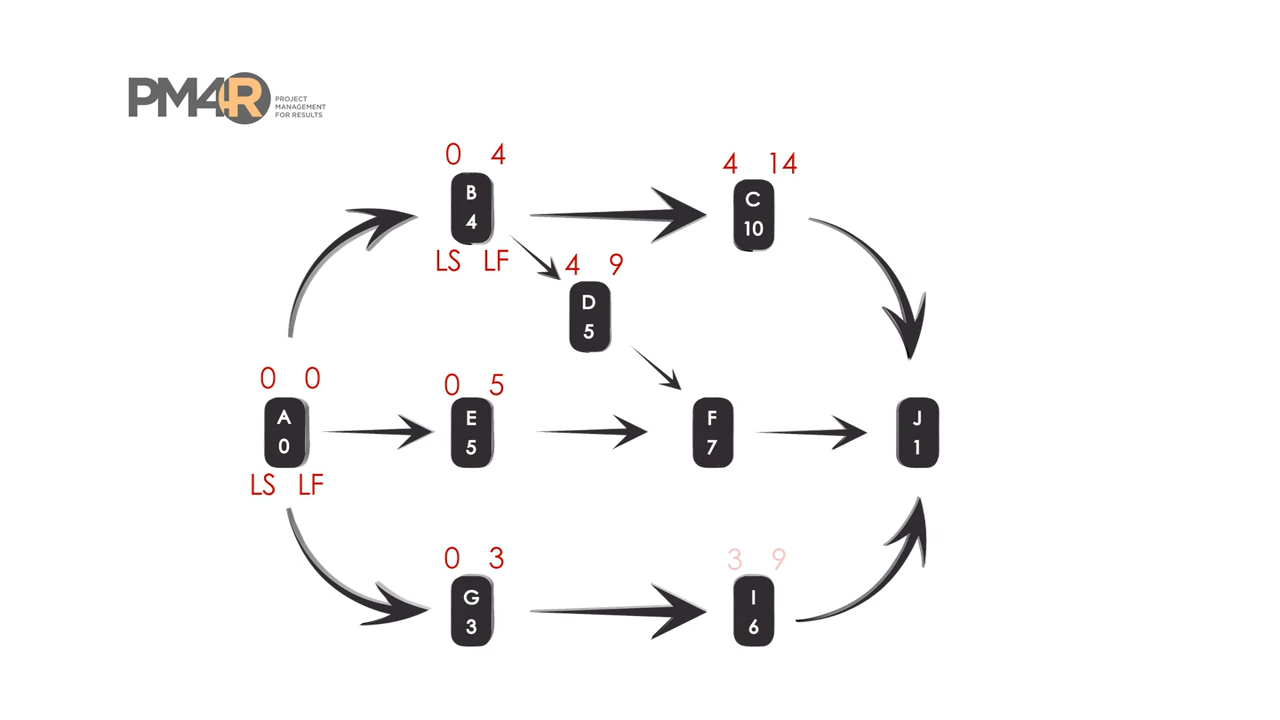 PM4R
PROJECT
MANAGEMENT
FOR RESULTS
0 4
B
4
LS LF
4 14
C
10
4 9
D
5
0 0
A
0
LS LF
0 5
E
5
F
7
J
1
0 3
G
3
3 9
I
6